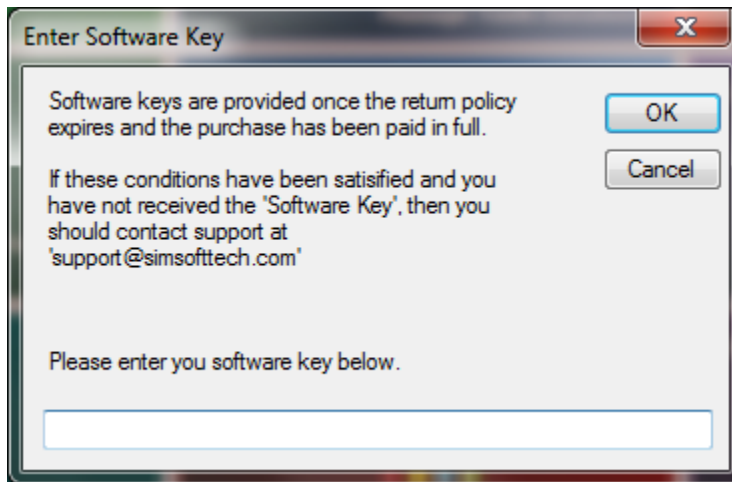 Enter Software Key
Software keys are provided once the return policy
expires and the purchase has been paid in full.
OK
If these conditions have been satisified and you
have not received the 'Software Key', then you
should contact support at
'support@simsofttech.com'
Cancel
Please enter you software key below.